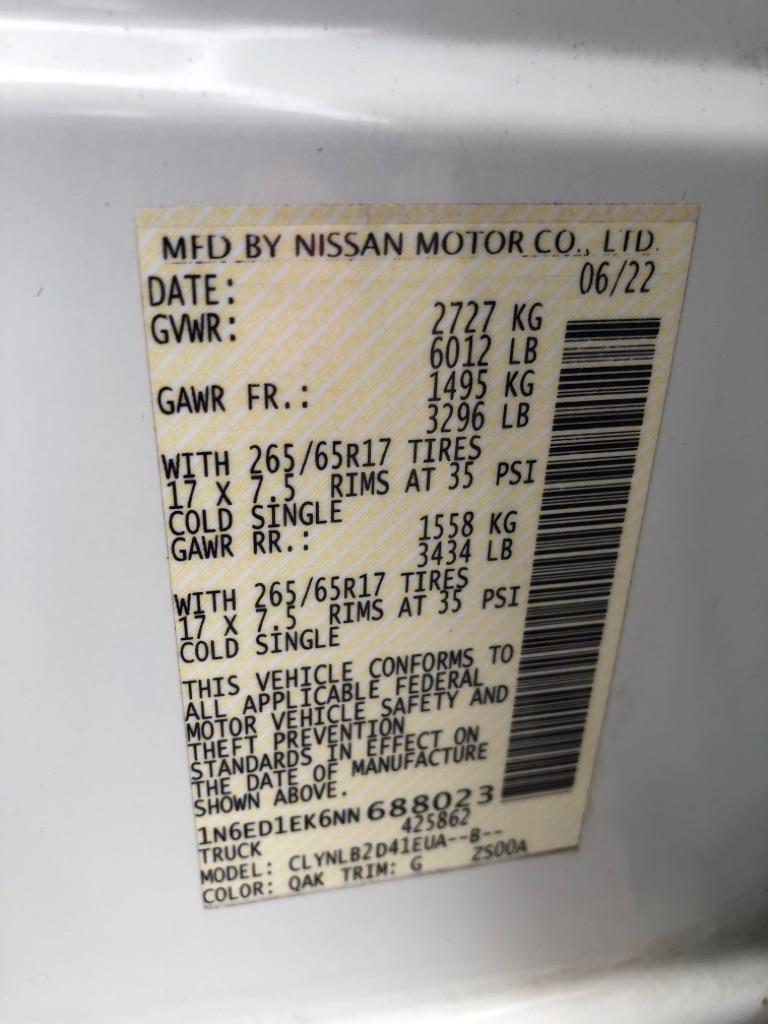 MFD BY NISSAN MOTOR CO., LTD.
DATE: 06/22
GVWR: 2727 KG
6012 LB
GAWR FR.: 1495 KG
3296 LB
WITH 265/65R17 TIRES
17 X 7.5 RIMS AT 35 PSI
COLD SINGLE
GAWR RR.: 1558 KG
3434 LB
WITH 265/65R17 TIRES
17 X 7.5 RIMS AT 35 PSI
COLD SINGLE
THIS VEHICLE CONFORMS TO
ALL APPLICABLE FEDERAL
MOTOR VEHICLE SAFETY AND
THEFT PREVENTION
STANDARDS IN EFFECT ON
THE DATE OF MANUFACTURE
SHOWN ABOVE.
1N6ED1EK6NN688023
TRUCK 425862
MODEL: CLYNLB2D41EUA--B--
COLOR: QAK TRIM: G ZS00A